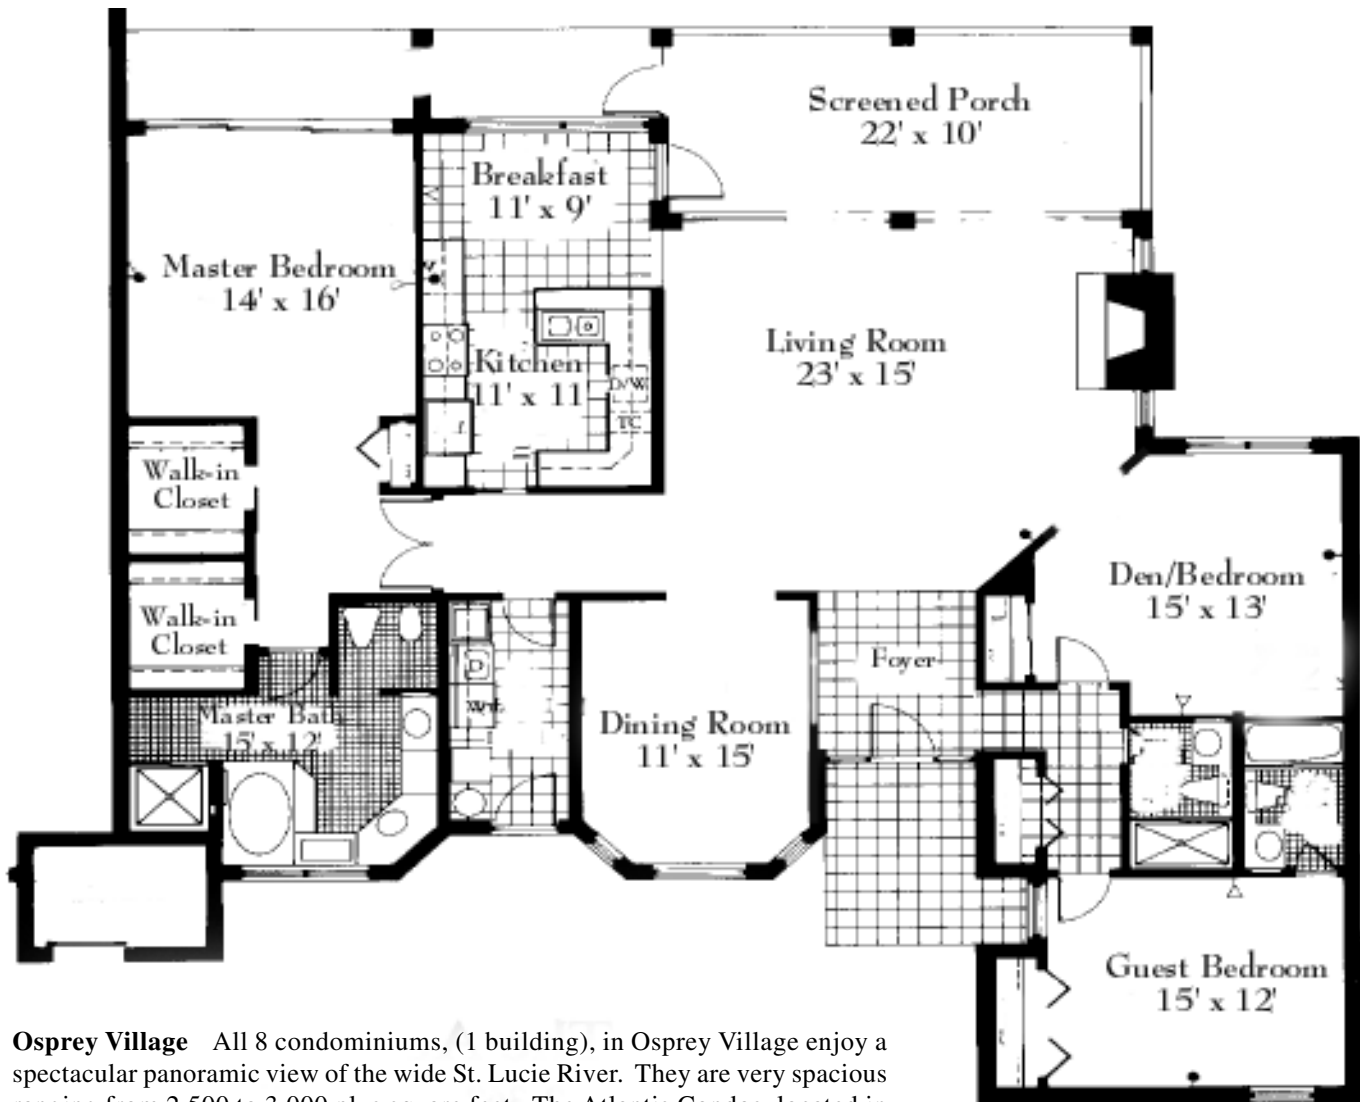 Screened Porch
22' x 10'
Breakfast
11' x 9'
Master Bedroom
14' x 16'
Living Room
23' x 15'
Kitchen
11' x 11
D/W
TC
Walk-in
Closet
Den/Bedroom
15' x 13'
Walk-in
Closet
Foyer
D
Master Bath
15' x 12'
Dining Room
11' x 15'
Guest Bedroom
15' x 12'
Osprey Village All 8 condominiums, (1 building), in Osprey Village enjoy a
spectacular panoramic view of the wide St. Lucie River. They are very spacious